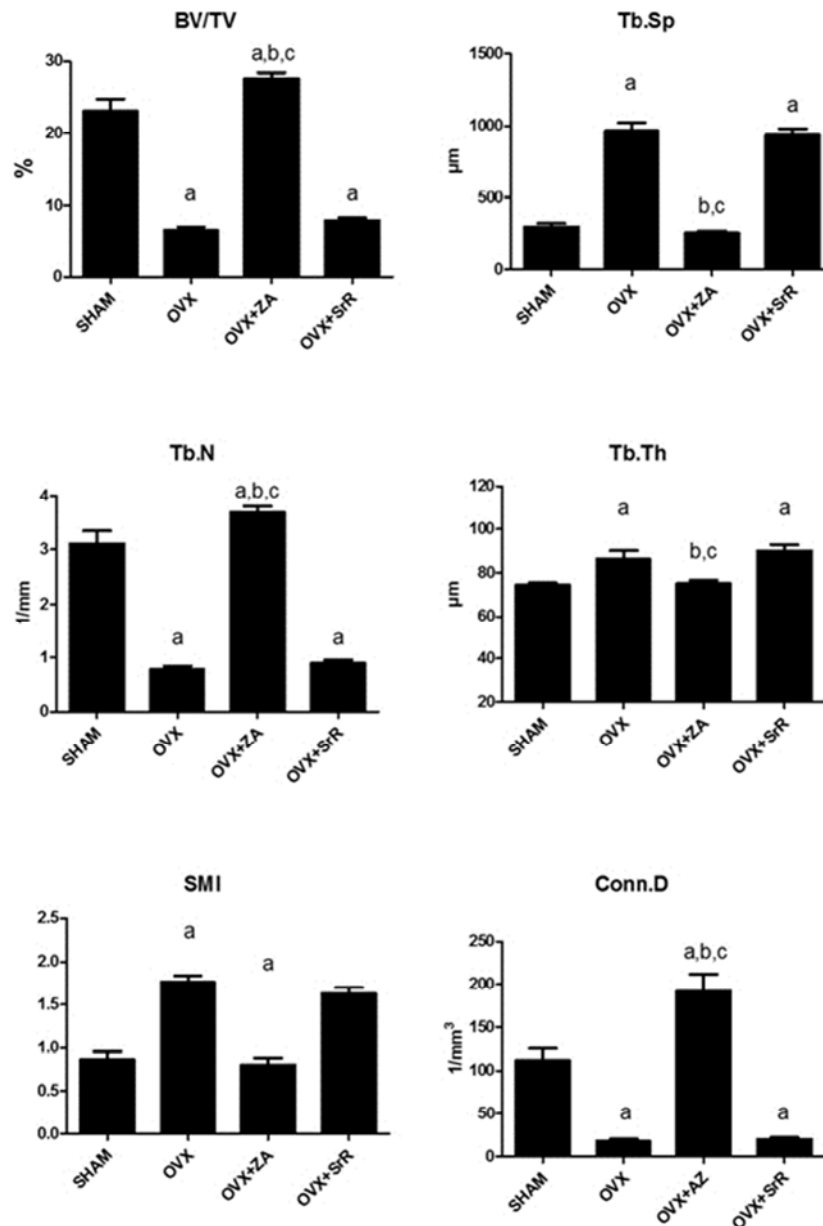 BV/TV
30
20
10
0
%
a
a,b,c
a
SHAM
OVX
OVX+ZA
OVX+SrR
Tb.Sp
1500
1000
500
0
µm
a
b,c
a
SHAM
OVX
OVX+ZA
OVX+SrR
Tb.N
4
3
2
1
0
1/mm
a
a,b,c
a
SHAM
OVX
OVX+ZA
OVX+SrR
Tb.Th
120
100
80
60
40
20
µm
a
b,c
a
SHAM
OVX
OVX+ZA
OVX+SrR
SMI
2.5
2.0
1.5
1.0
0.5
0.0
a
a
SHAM
OVX
OVX+ZA
OVX+SrR
Conn.D
250
200
150
100
50
0
1/mm³
a
a,b,c
a
SHAM
OVX
OVX+AZ
OVX+SrR